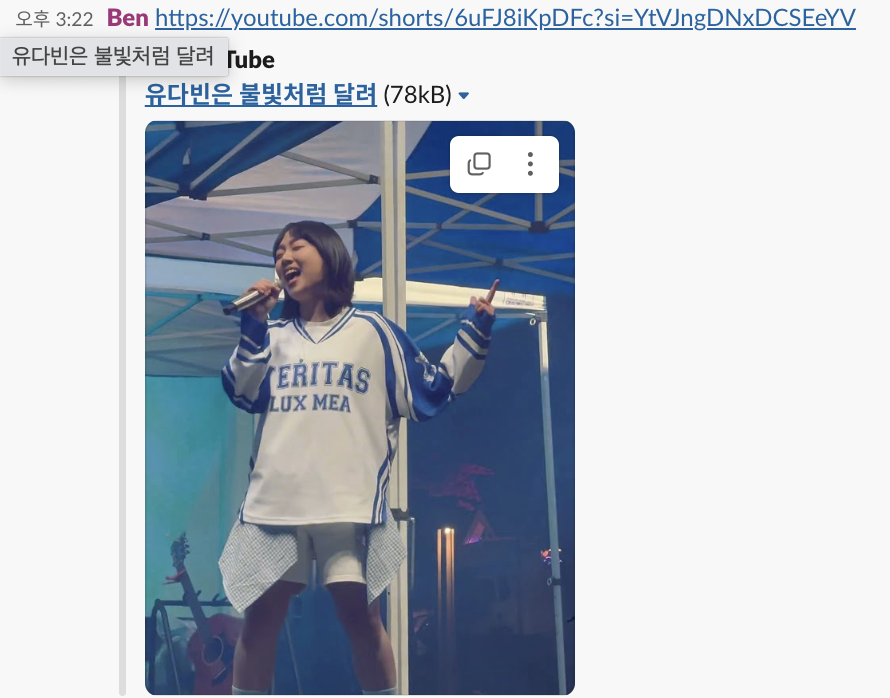 오후 3:22 Ben https://youtube.com/shorts/6uFJ8iKpDFc?si=YtVJngDNxDCSEeYV
유다빈은 불빛처럼 달려
Tube
유다빈은 불빛처럼 달려 (78kB)
VERITAS
LUX MEA